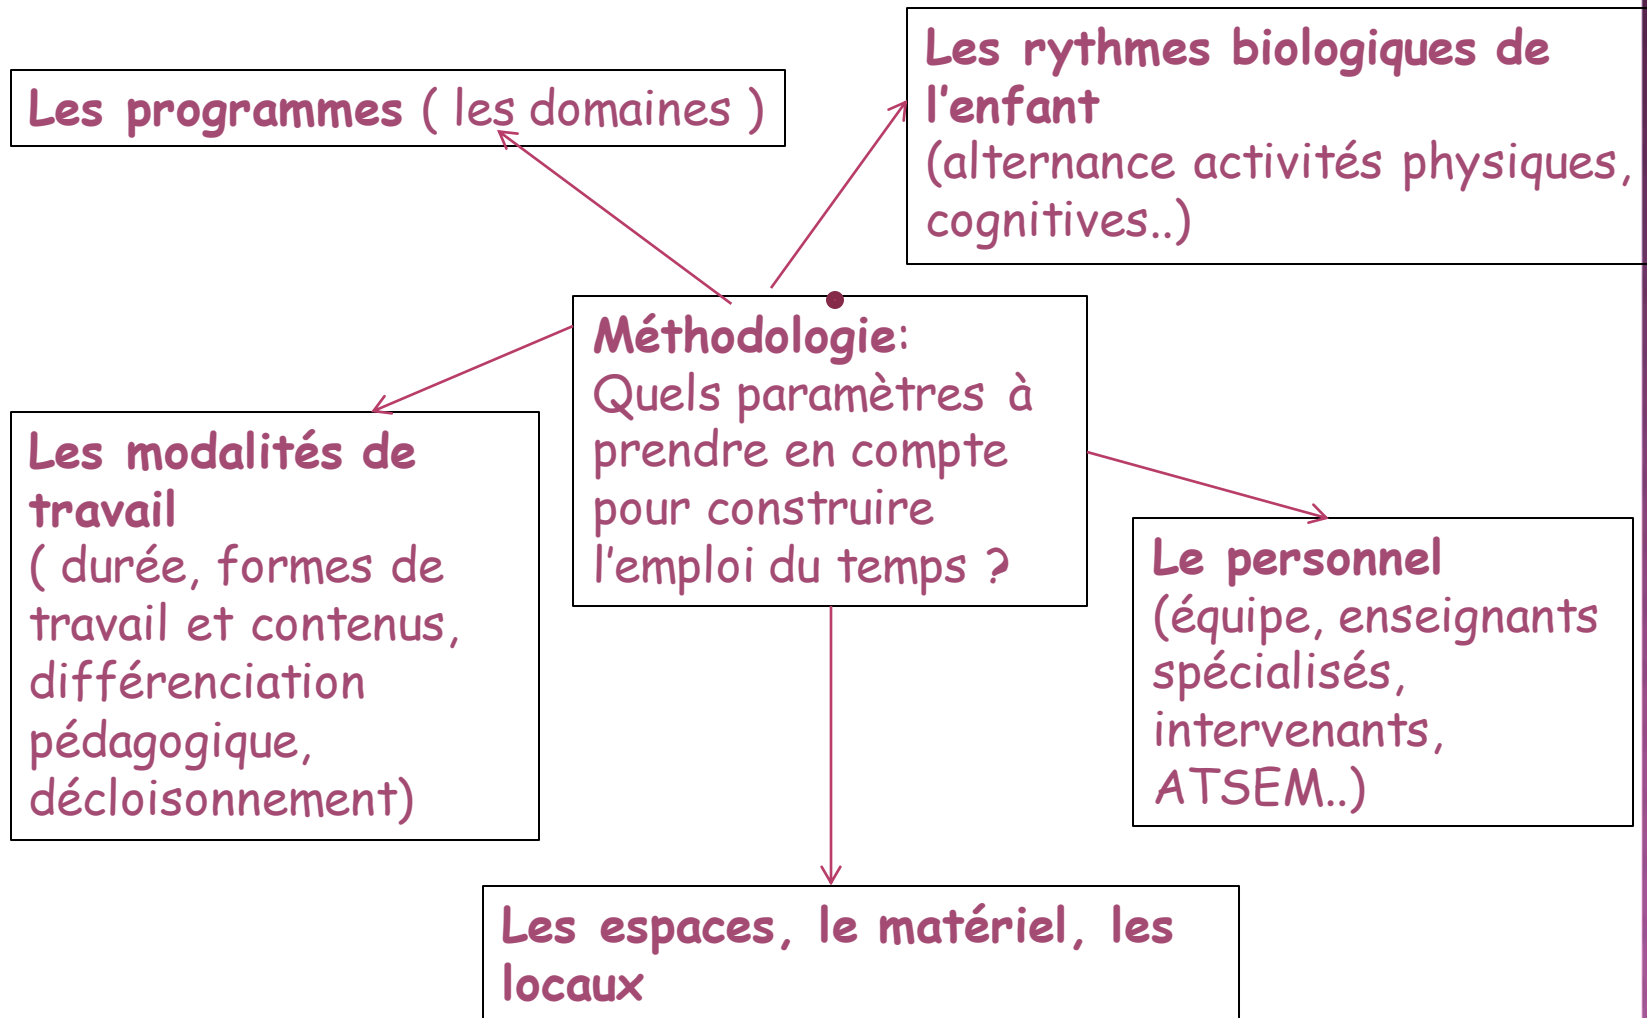 Les programmes ( les domaines )
Les rythmes biologiques de
l'enfant
(alternance activités physiques,
cognitives..)
Méthodologie:
Quels paramètres à
prendre en compte
pour construire
l'emploi du temps ?
Les modalités de
travail
( durée, formes de
travail et contenus,
différenciation
pédagogique,
décloisonnement)
Le personnel
(équipe, enseignants
spécialisés,
intervenants,
ATSEM..)
Les espaces, le matériel, les
locaux